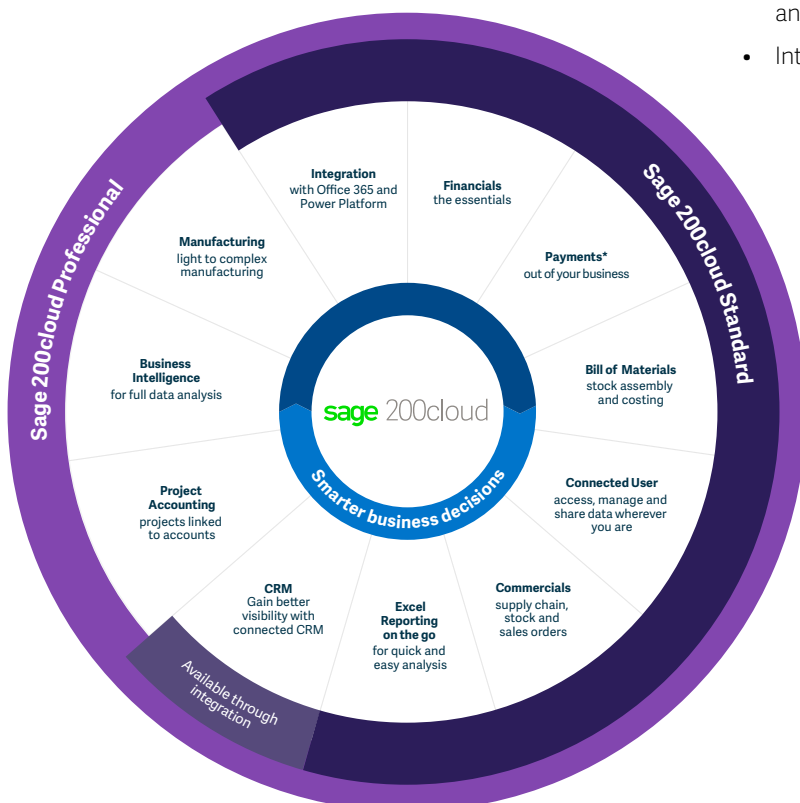 an
• Int
Sage 200cloud Professional
Sage 200cloud Standard
Integration
with Office 365 and
Power Platform
Financials
the essentials
Payments*
out of your business
Bill of Materials
stock assembly
and costing
Connected User
access, manage and
share data wherever
you are
Commercials
supply chain,
stock and
sales orders
Excel
Reporting
on the go
for quick and
easy analysis
CRM
Gain better
visibility with
connected CRM
Available through
integration
Project
Accounting
projects linked
to accounts
Business
Intelligence
for full data analysis
Manufacturing
light to complex
manufacturing
sage 200cloud
Smarter business decisions